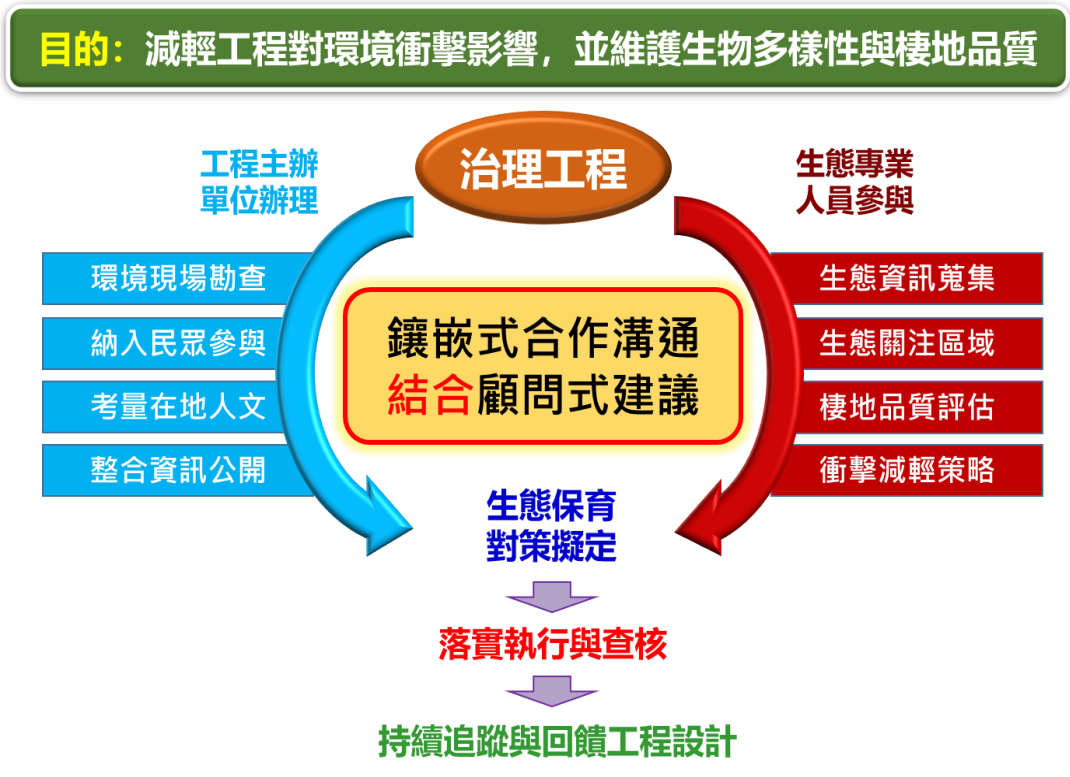 目的：減輕工程對環境衝擊影響，並維護生物多樣性與棲地品質
治理工程
工程主辦
單位辦理
環境現場勘查
納入民眾參與
考量在地人文
整合資訊公開
生態專業
人員參與
生態資訊蒐集
生態關注區域
棲地品質評估
衝擊減輕策略
鑲嵌式合作溝通
結合顧問式建議
生態保育
對策擬定
落實執行與查核
持續追蹤與回饋工程設計